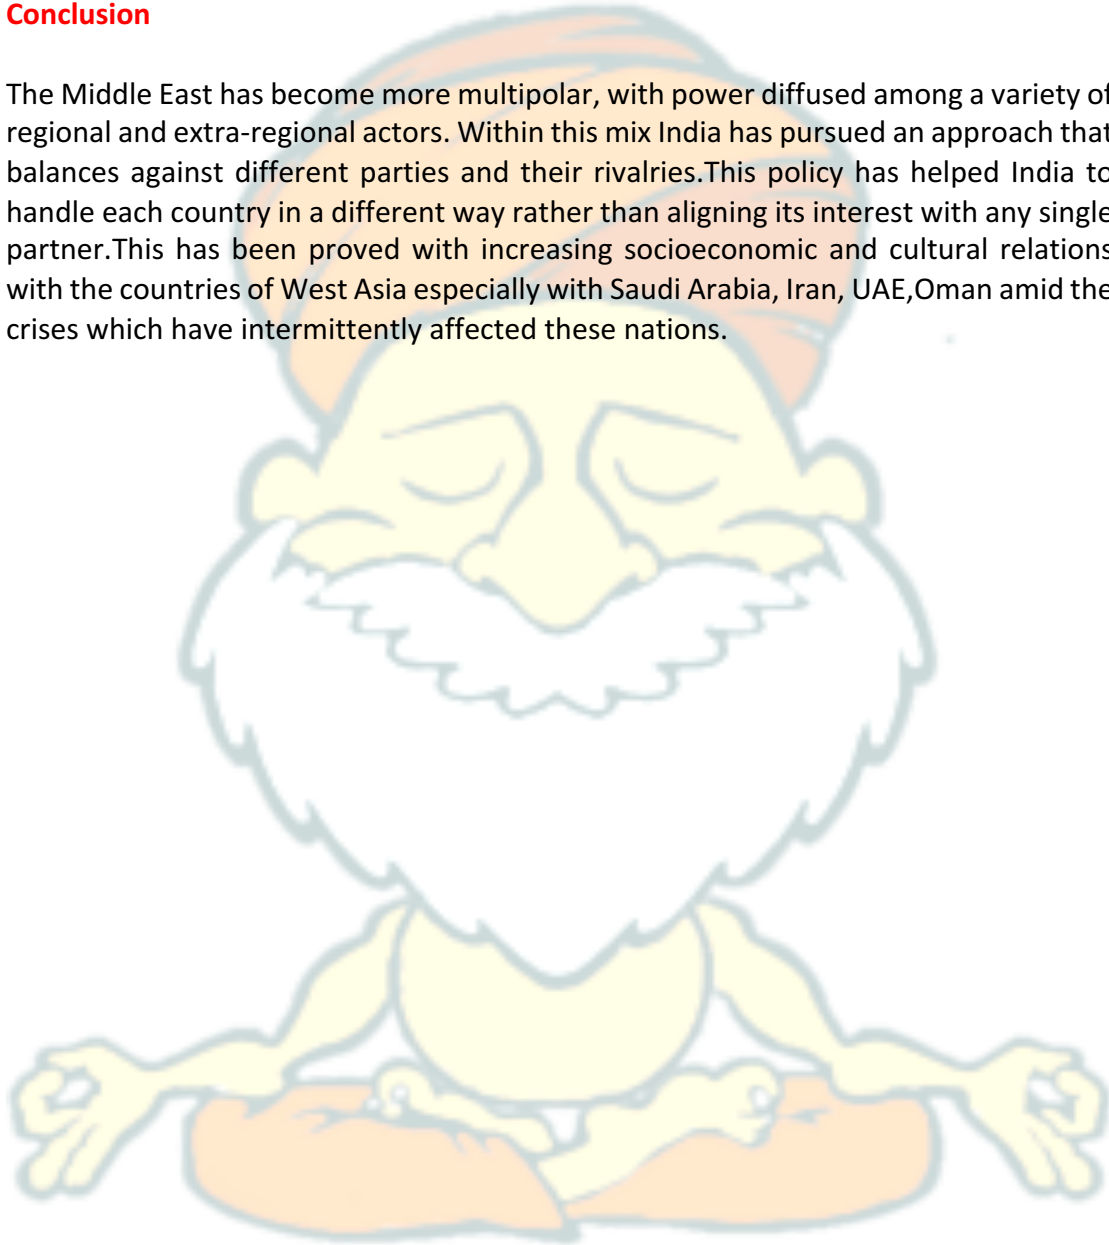 Conclusion
The Middle East has become more multipolar, with power diffused among a variety of
regional and extra-regional actors. Within this mix India has pursued an approach that
balances against different parties and their rivalries.This policy has helped India to
handle each country in a different way rather than aligning its interest with any single
partner.This has been proved with increasing socioeconomic and cultural relations
with the countries of West Asia especially with Saudi Arabia, Iran, UAE,Oman amid the
crises which have intermittently affected these nations.